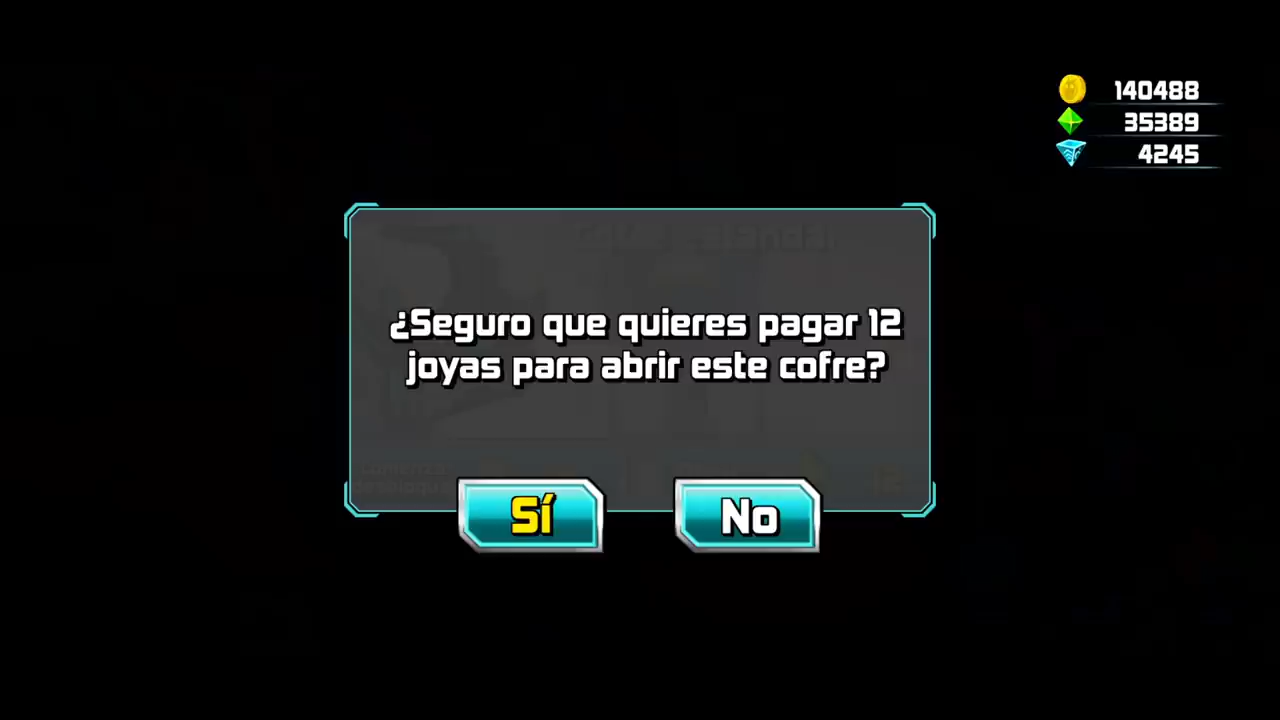 140488
35389
4245
¿Seguro que quieres pagar 12
joyas para abrir este cofre?
Sí
No